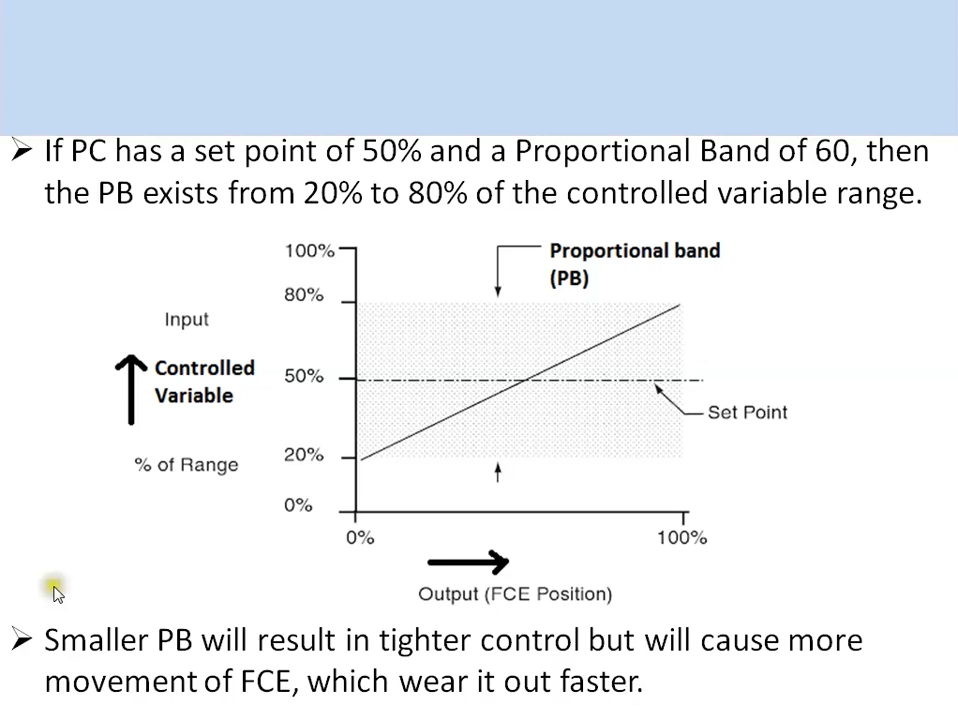 ➢ If PC has a set point of 50% and a Proportional Band of 60, then
the PB exists from 20% to 80% of the controlled variable range.
100%
Proportional band
(PB)
80%
Input
Controlled
Variable
50%
Set Point
20%
% of Range
0%
0%
100%
Output (FCE Position)
➢ Smaller PB will result in tighter control but will cause more
movement of FCE, which wear it out faster.